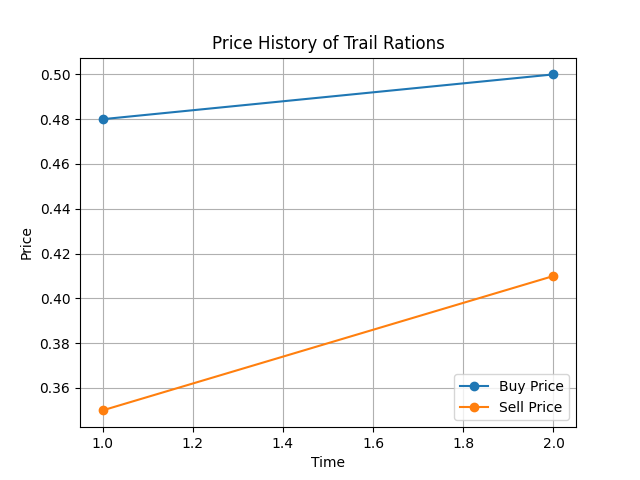 Price History of Trail Rations
0.50
0.48
0.46
0.44
0.42
0.40
0.38
0.36
Price
1.0 1.2 1.4 1.6 1.8 2.0
Time
Buy Price
Sell Price